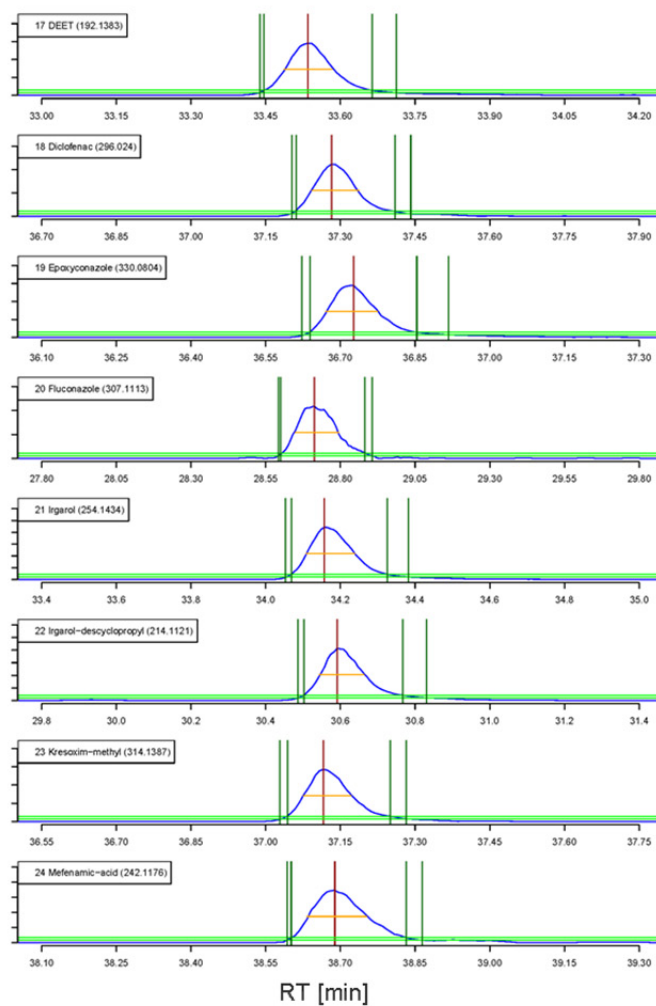 17 DEET (192.1383)
33.00 33.15 33.30 33.45 33.60 33.75 33.90 34.05 34.20
18 Diclofenac (296.024)
36.70 36.85 37.00 37.15 37.30 37.45 37.60 37.75 37.90
19 Epoxyconazole (330.0804)
36.10 36.25 36.40 36.55 36.70 36.85 37.00 37.15 37.30
20 Fluconazole (307.1113)
27.80 28.05 28.30 28.55 28.80 29.05 29.30 29.55 29.80
21 Irgarol (254.1434)
33.4 33.6 33.8 34.0 34.2 34.4 34.6 34.8 35.0
22 Irgarol-descyclopropyl (214.1121)
29.8 30.0 30.2 30.4 30.6 30.8 31.0 31.2 31.4
23 Kresoxim-methyl (314.1387)
36.55 36.70 36.85 37.00 37.15 37.30 37.45 37.60 37.75
24 Mefenamic-acid (242.1176)
38.10 38.25 38.40 38.55 38.70 38.85 39.00 39.15 39.30
RT [min]